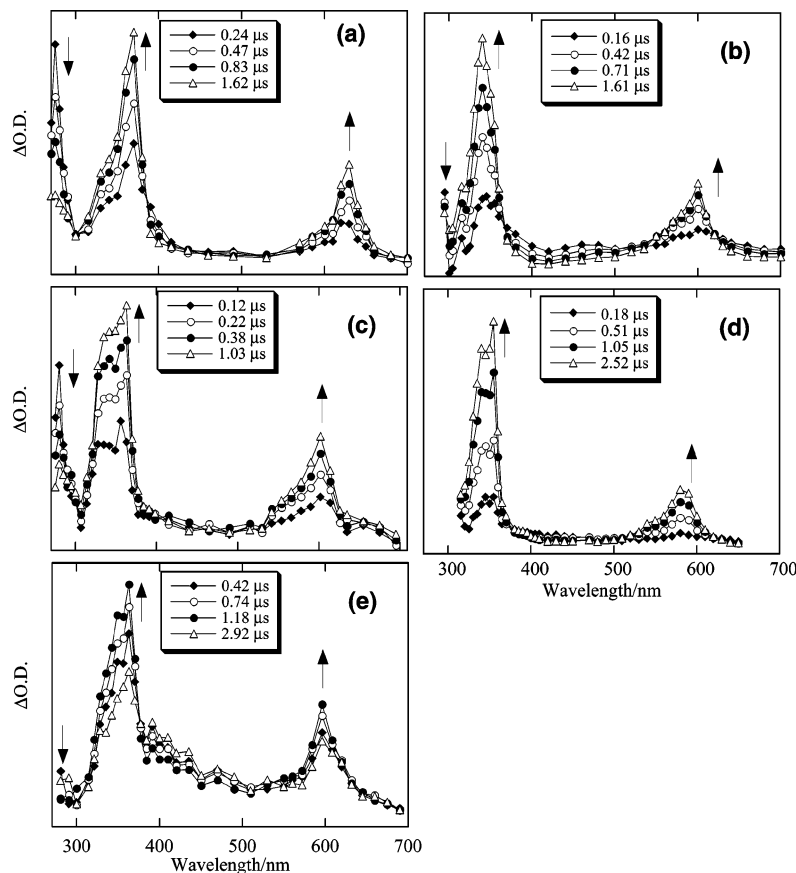 (a)
0.24 µs
0.47 µs
0.83 µs
1.62 µs
ΔO.D.
(b)
0.16 µs
0.42 µs
0.71 µs
1.61 µs
(c)
0.12 µs
0.22 µs
0.38 µs
1.03 µs
ΔO.D.
(d)
0.18 µs
0.51 µs
1.05 µs
2.52 µs
300 400 500 600 700
Wavelength/nm
(e)
0.42 µs
0.74 µs
1.18 µs
2.92 µs
ΔO.D.
300 400 500 600 700
Wavelength/nm